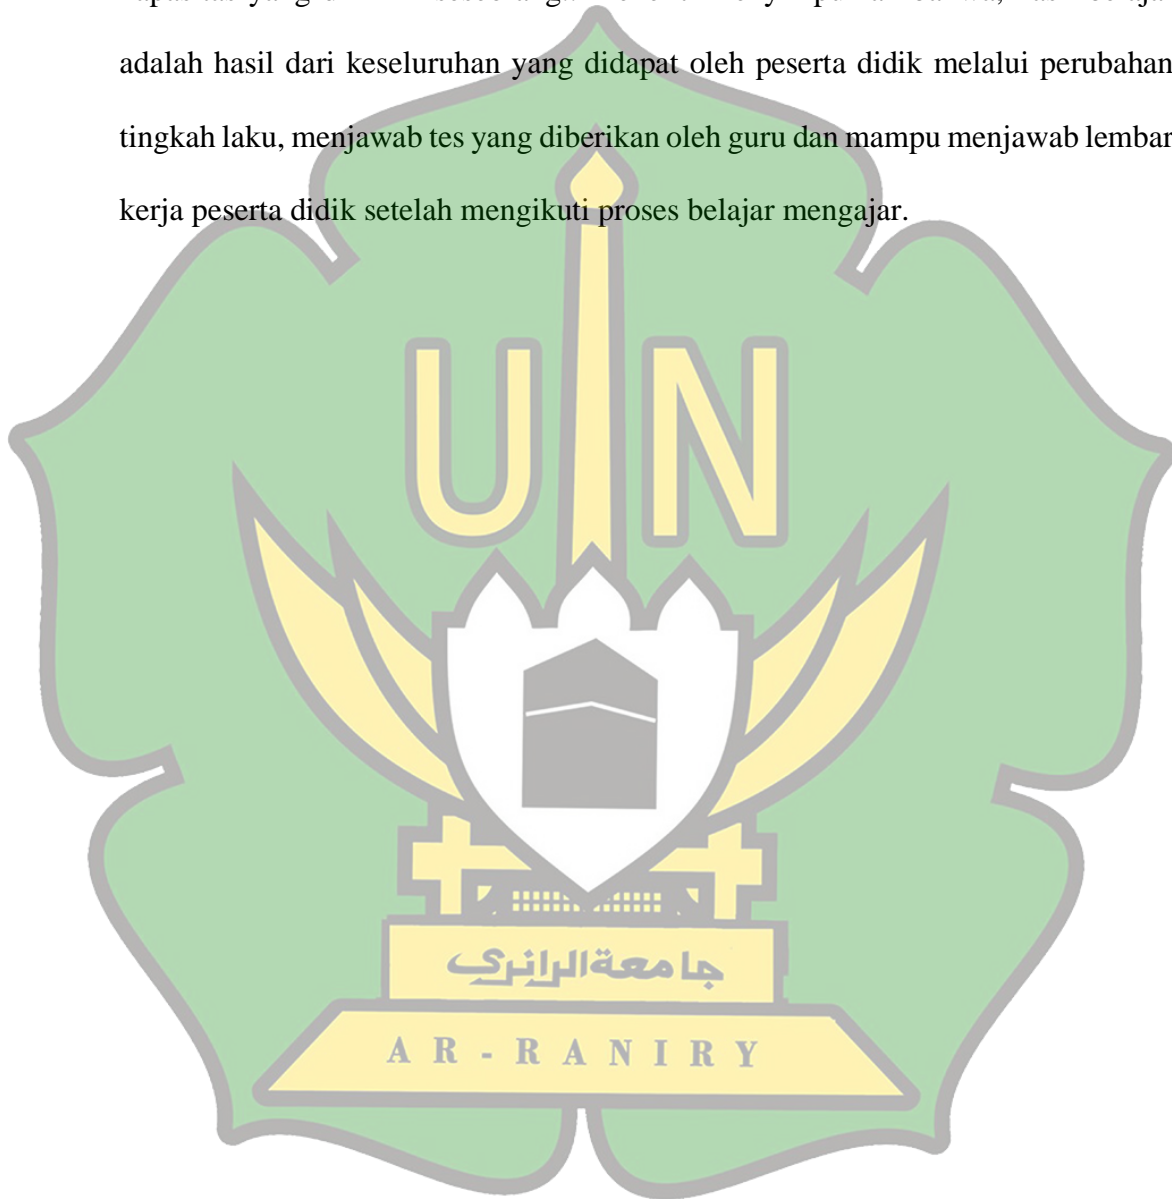 adalah hasil dari keseluruhan yang didapat oleh peserta didik melalui perubahan
tingkah laku, menjawab tes yang diberikan oleh guru dan mampu menjawab lembar
kerja peserta didik setelah mengikuti proses belajar mengajar.
UIN
جامعةالرانري
AR-RANIRY